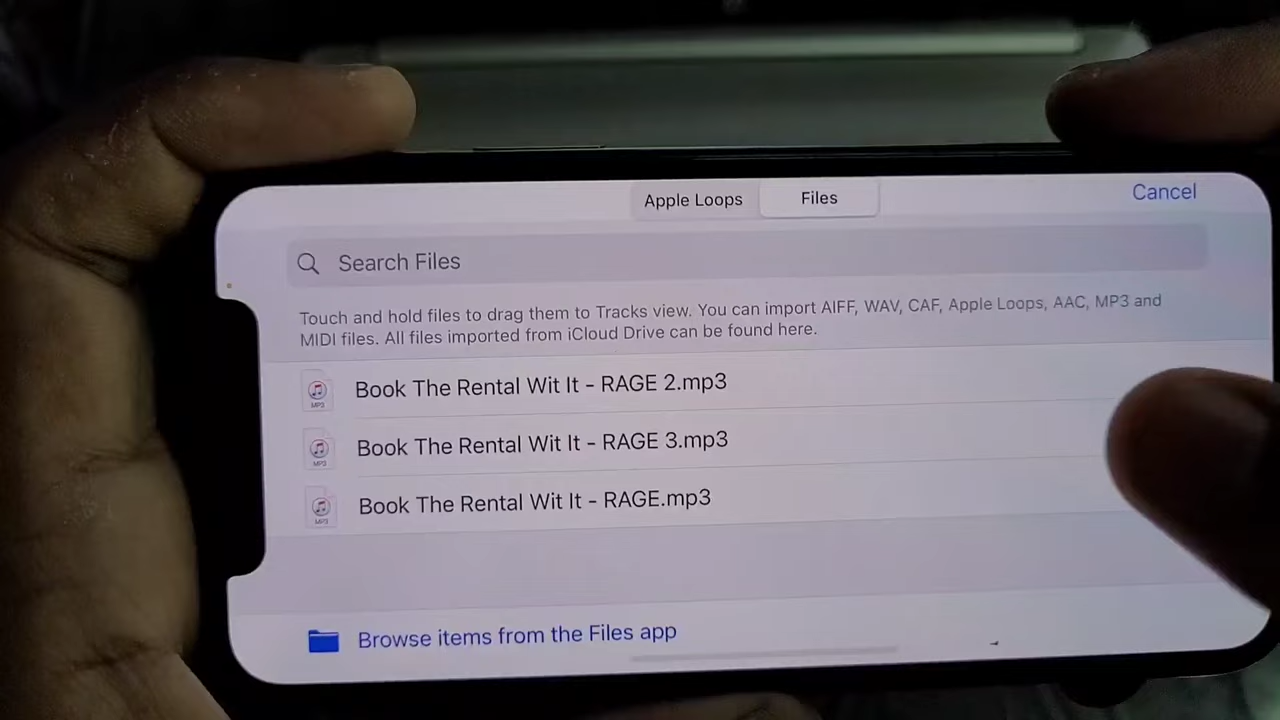 Apple Loops
Files
Cancel
Search Files
Touch and hold files to drag them to Tracks view. You can import AIFF, WAV, CAF, Apple Loops, AAC, MP3 and
MIDI files. All files imported from iCloud Drive can be found here.
MP3
Book The Rental Wit It - RAGE 2.mp3
MP3
Book The Rental Wit It - RAGE 3.mp3
MP3
Book The Rental Wit It - RAGE.mp3
Browse items from the Files app